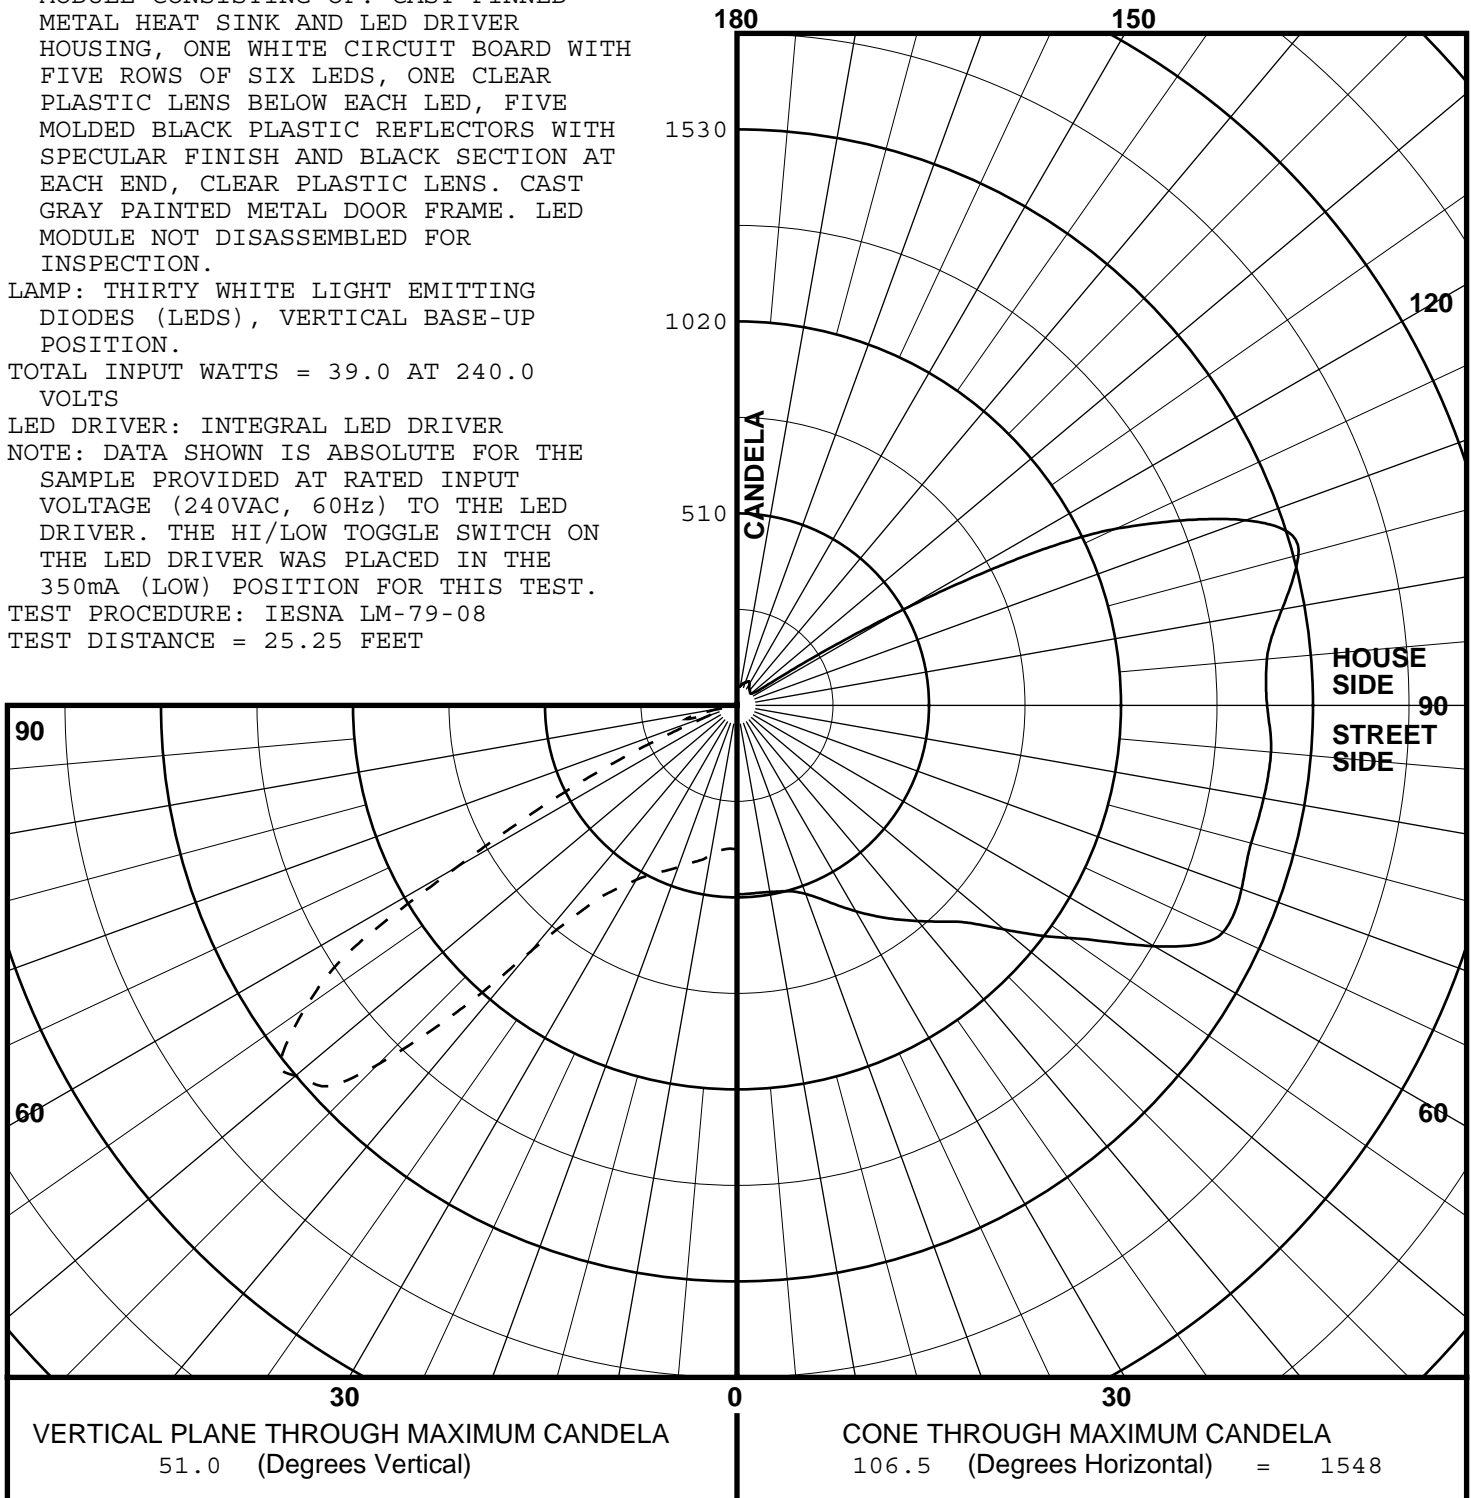 MODULE CONSISTING OF: CAST FINNED
METAL HEAT SINK AND LED DRIVER
HOUSING, ONE WHITE CIRCUIT BOARD WITH
FIVE ROWS OF SIX LEDS, ONE CLEAR
PLASTIC LENS BELOW EACH LED, FIVE
MOLDED BLACK PLASTIC REFLECTORS WITH
SPECULAR FINISH AND BLACK SECTION AT
EACH END, CLEAR PLASTIC LENS. CAST
GRAY PAINTED METAL DOOR FRAME. LED
MODULE NOT DISASSEMBLED FOR
INSPECTION.
LAMP: THIRTY WHITE LIGHT EMITTING
DIODES (LEDS), VERTICAL BASE-UP
POSITION.
TOTAL INPUT WATTS = 39.0 AT 240.0
VOLTS
LED DRIVER: INTEGRAL LED DRIVER
NOTE: DATA SHOWN IS ABSOLUTE FOR THE
SAMPLE PROVIDED AT RATED INPUT
VOLTAGE (240VAC, 60Hz) TO THE LED
DRIVER. THE HI/LOW TOGGLE SWITCH ON
THE LED DRIVER WAS PLACED IN THE
350mA (LOW) POSITION FOR THIS TEST.
TEST PROCEDURE: IESNA LM-79-08
TEST DISTANCE = 25.25 FEET
180
150
1530
120
1020
CANDELA
510
HOUSE
SIDE
90
90
STREET
SIDE
60
60
30
0
30
VERTICAL PLANE THROUGH MAXIMUM CANDELA
51.0 (Degrees Vertical)
CONE THROUGH MAXIMUM CANDELA
106.5 (Degrees Horizontal) = 1548